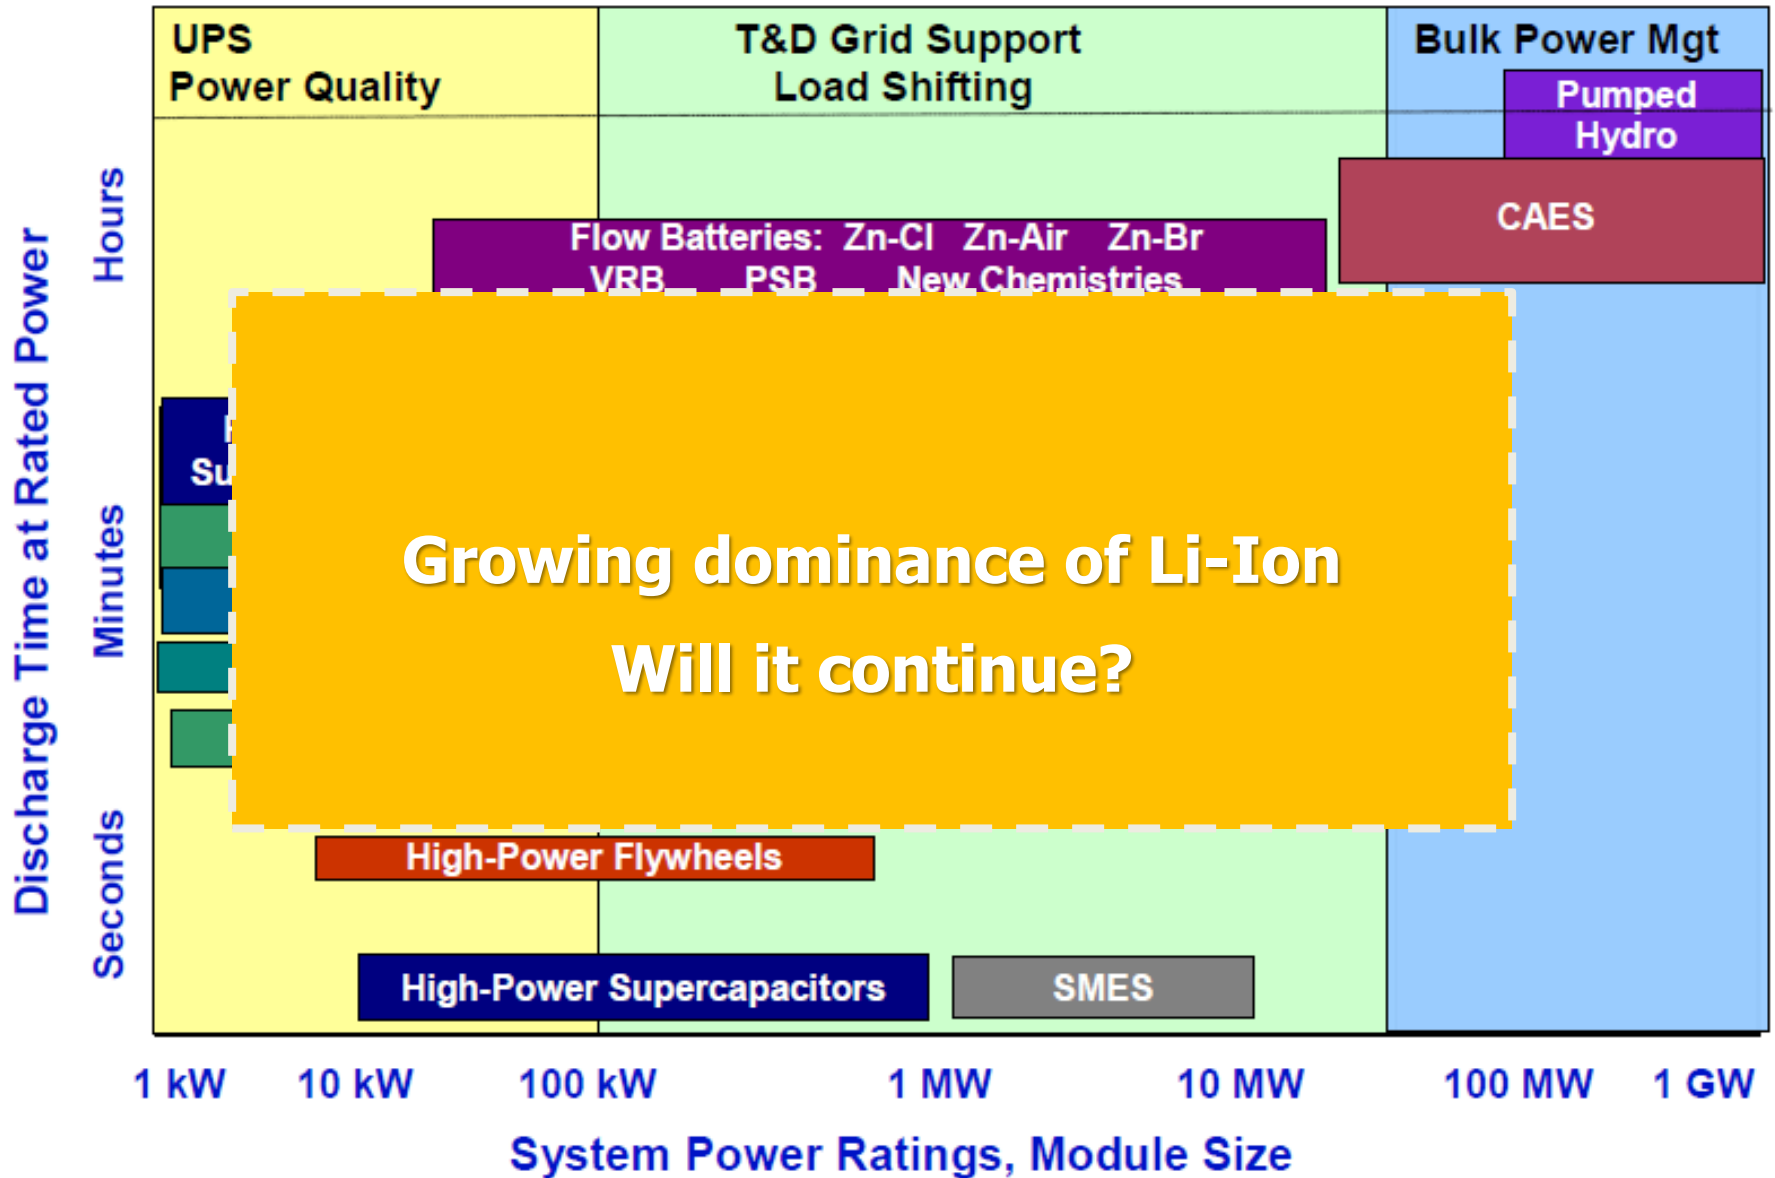 UPS
Power Quality
T&D Grid Support
Load Shifting
Bulk Power Mgt
Pumped
Hydro
CAES
Flow Batteries: Zn-Cl Zn-Air Zn-Br
VRB PSB New Chemistries
Su
Growing dominance of Li-Ion
Will it continue?
High-Power Flywheels
High-Power Supercapacitors
SMES
Hours
Minutes
Seconds
Discharge Time at Rated Power
1 kW 10 kW 100 kW 1 MW 10 MW 100 MW 1 GW
System Power Ratings, Module Size